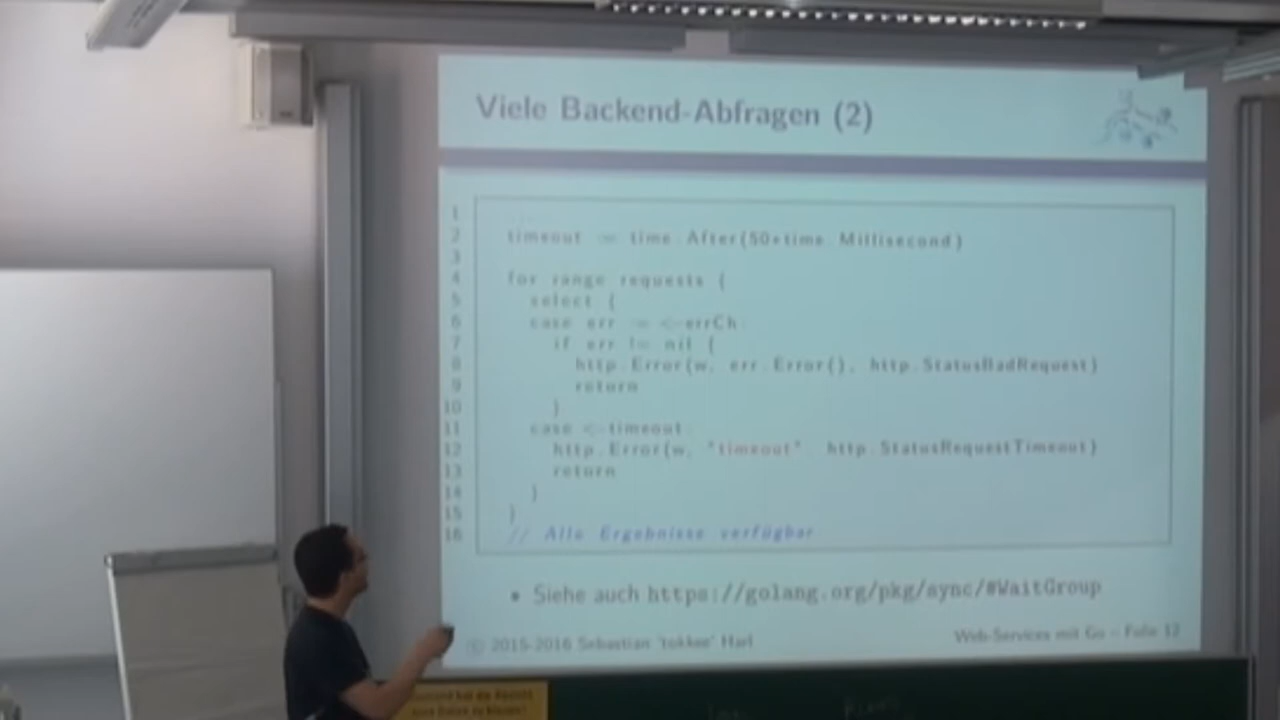 Viele Backend-Abfragen (2)
1
2 timeout := time.After(50*time.Millisecond)
3
4 for range requests {
5 select {
6 case err := <-errCh:
7 if err != nil {
8 http.Error(w, err.Error(), http.StatusBadRequest)
9 return
10 }
11 case <-timeout:
12 http.Error(w, "timeout", http.StatusRequestTimeout)
13 return
14 }
15 }
16 // Alle Ergebnisse verfügbar
• Siehe auch https://golang.org/pkg/sync/#WaitGroup
© 2015-2016 Sebastian 'tokkee' Harl
Web-Services mit Go – Folie 12